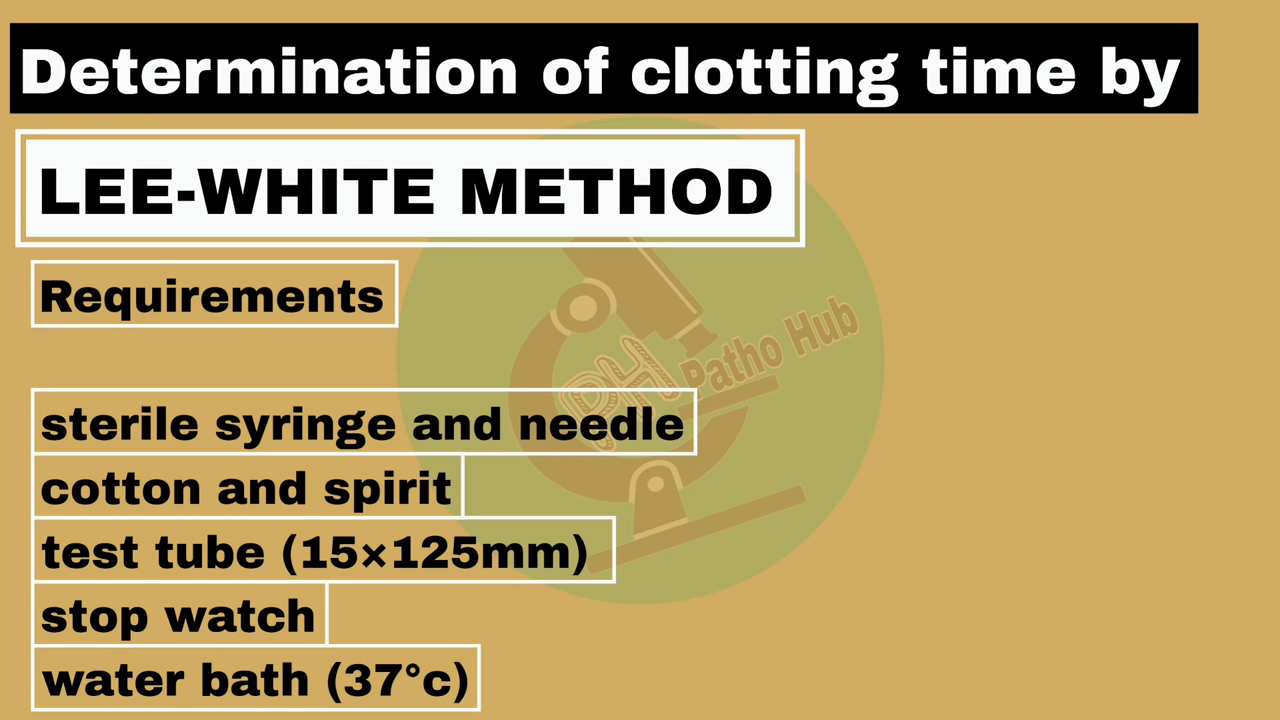 Determination of clotting time by
LEE-WHITE METHOD
Requirements
PH Patho Hub
sterile syringe and needle
cotton and spirit
test tube (15×125mm)
stop watch
water bath (37°c)